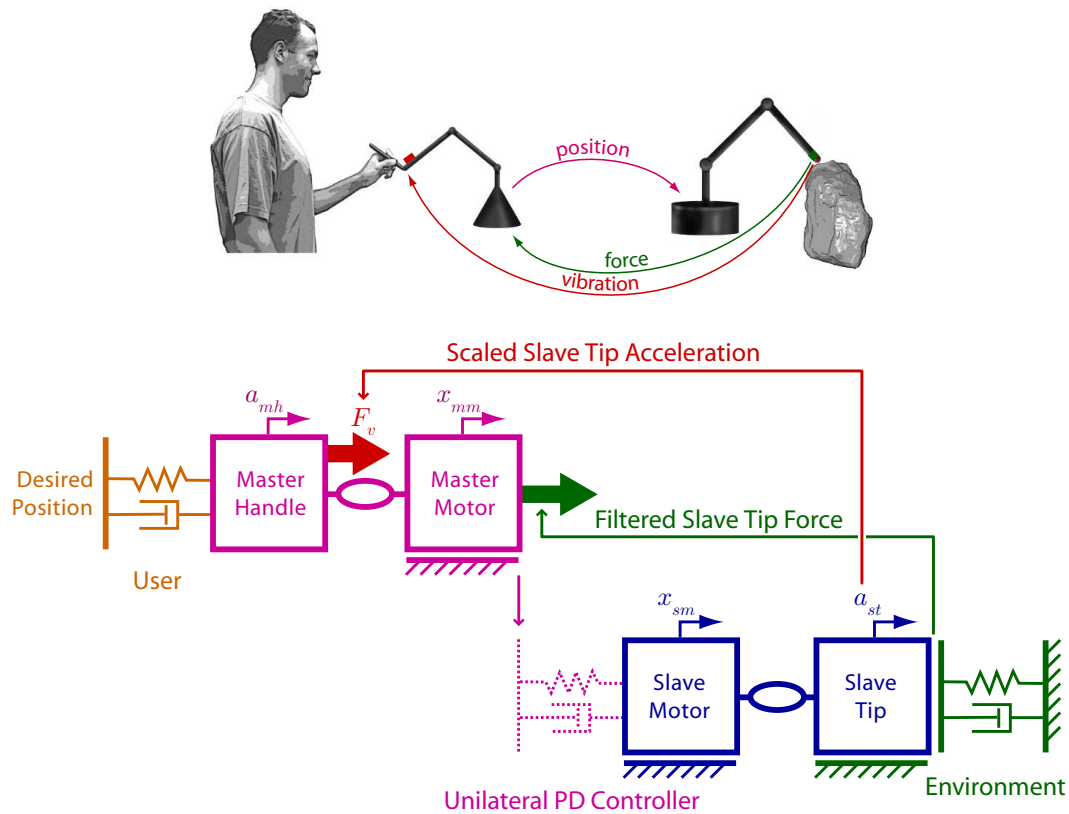 position
force
vibration
Scaled Slave Tip Acceleration
a_mh
F_v
x_mm
Desired
Position
Master
Handle
Master
Motor
Filtered Slave Tip Force
User
x_sm
a_st
Slave
Motor
Slave
Tip
Environment
Unilateral PD Controller